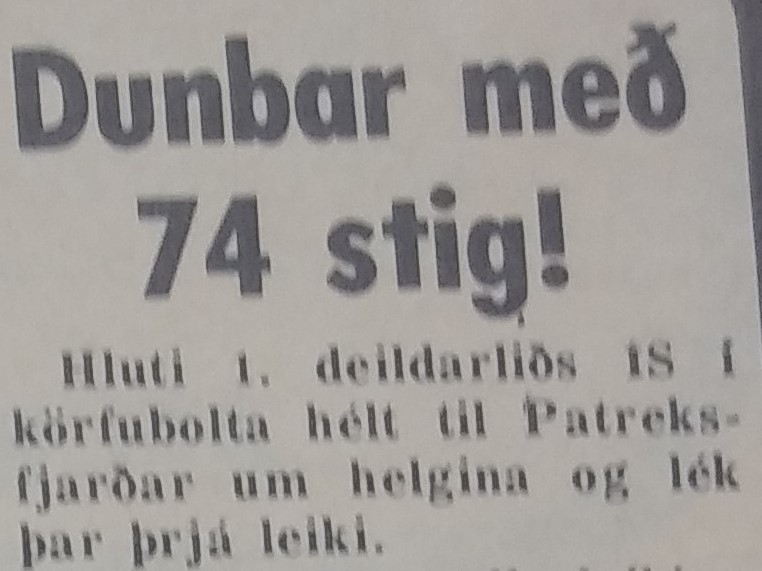 Dunbar með
74 stig!
Hluti 1. deildarliðs ÍS í
körfubolta hélt til Patreks-
fjarðar um helgina og lék
þar þrjá leiki.